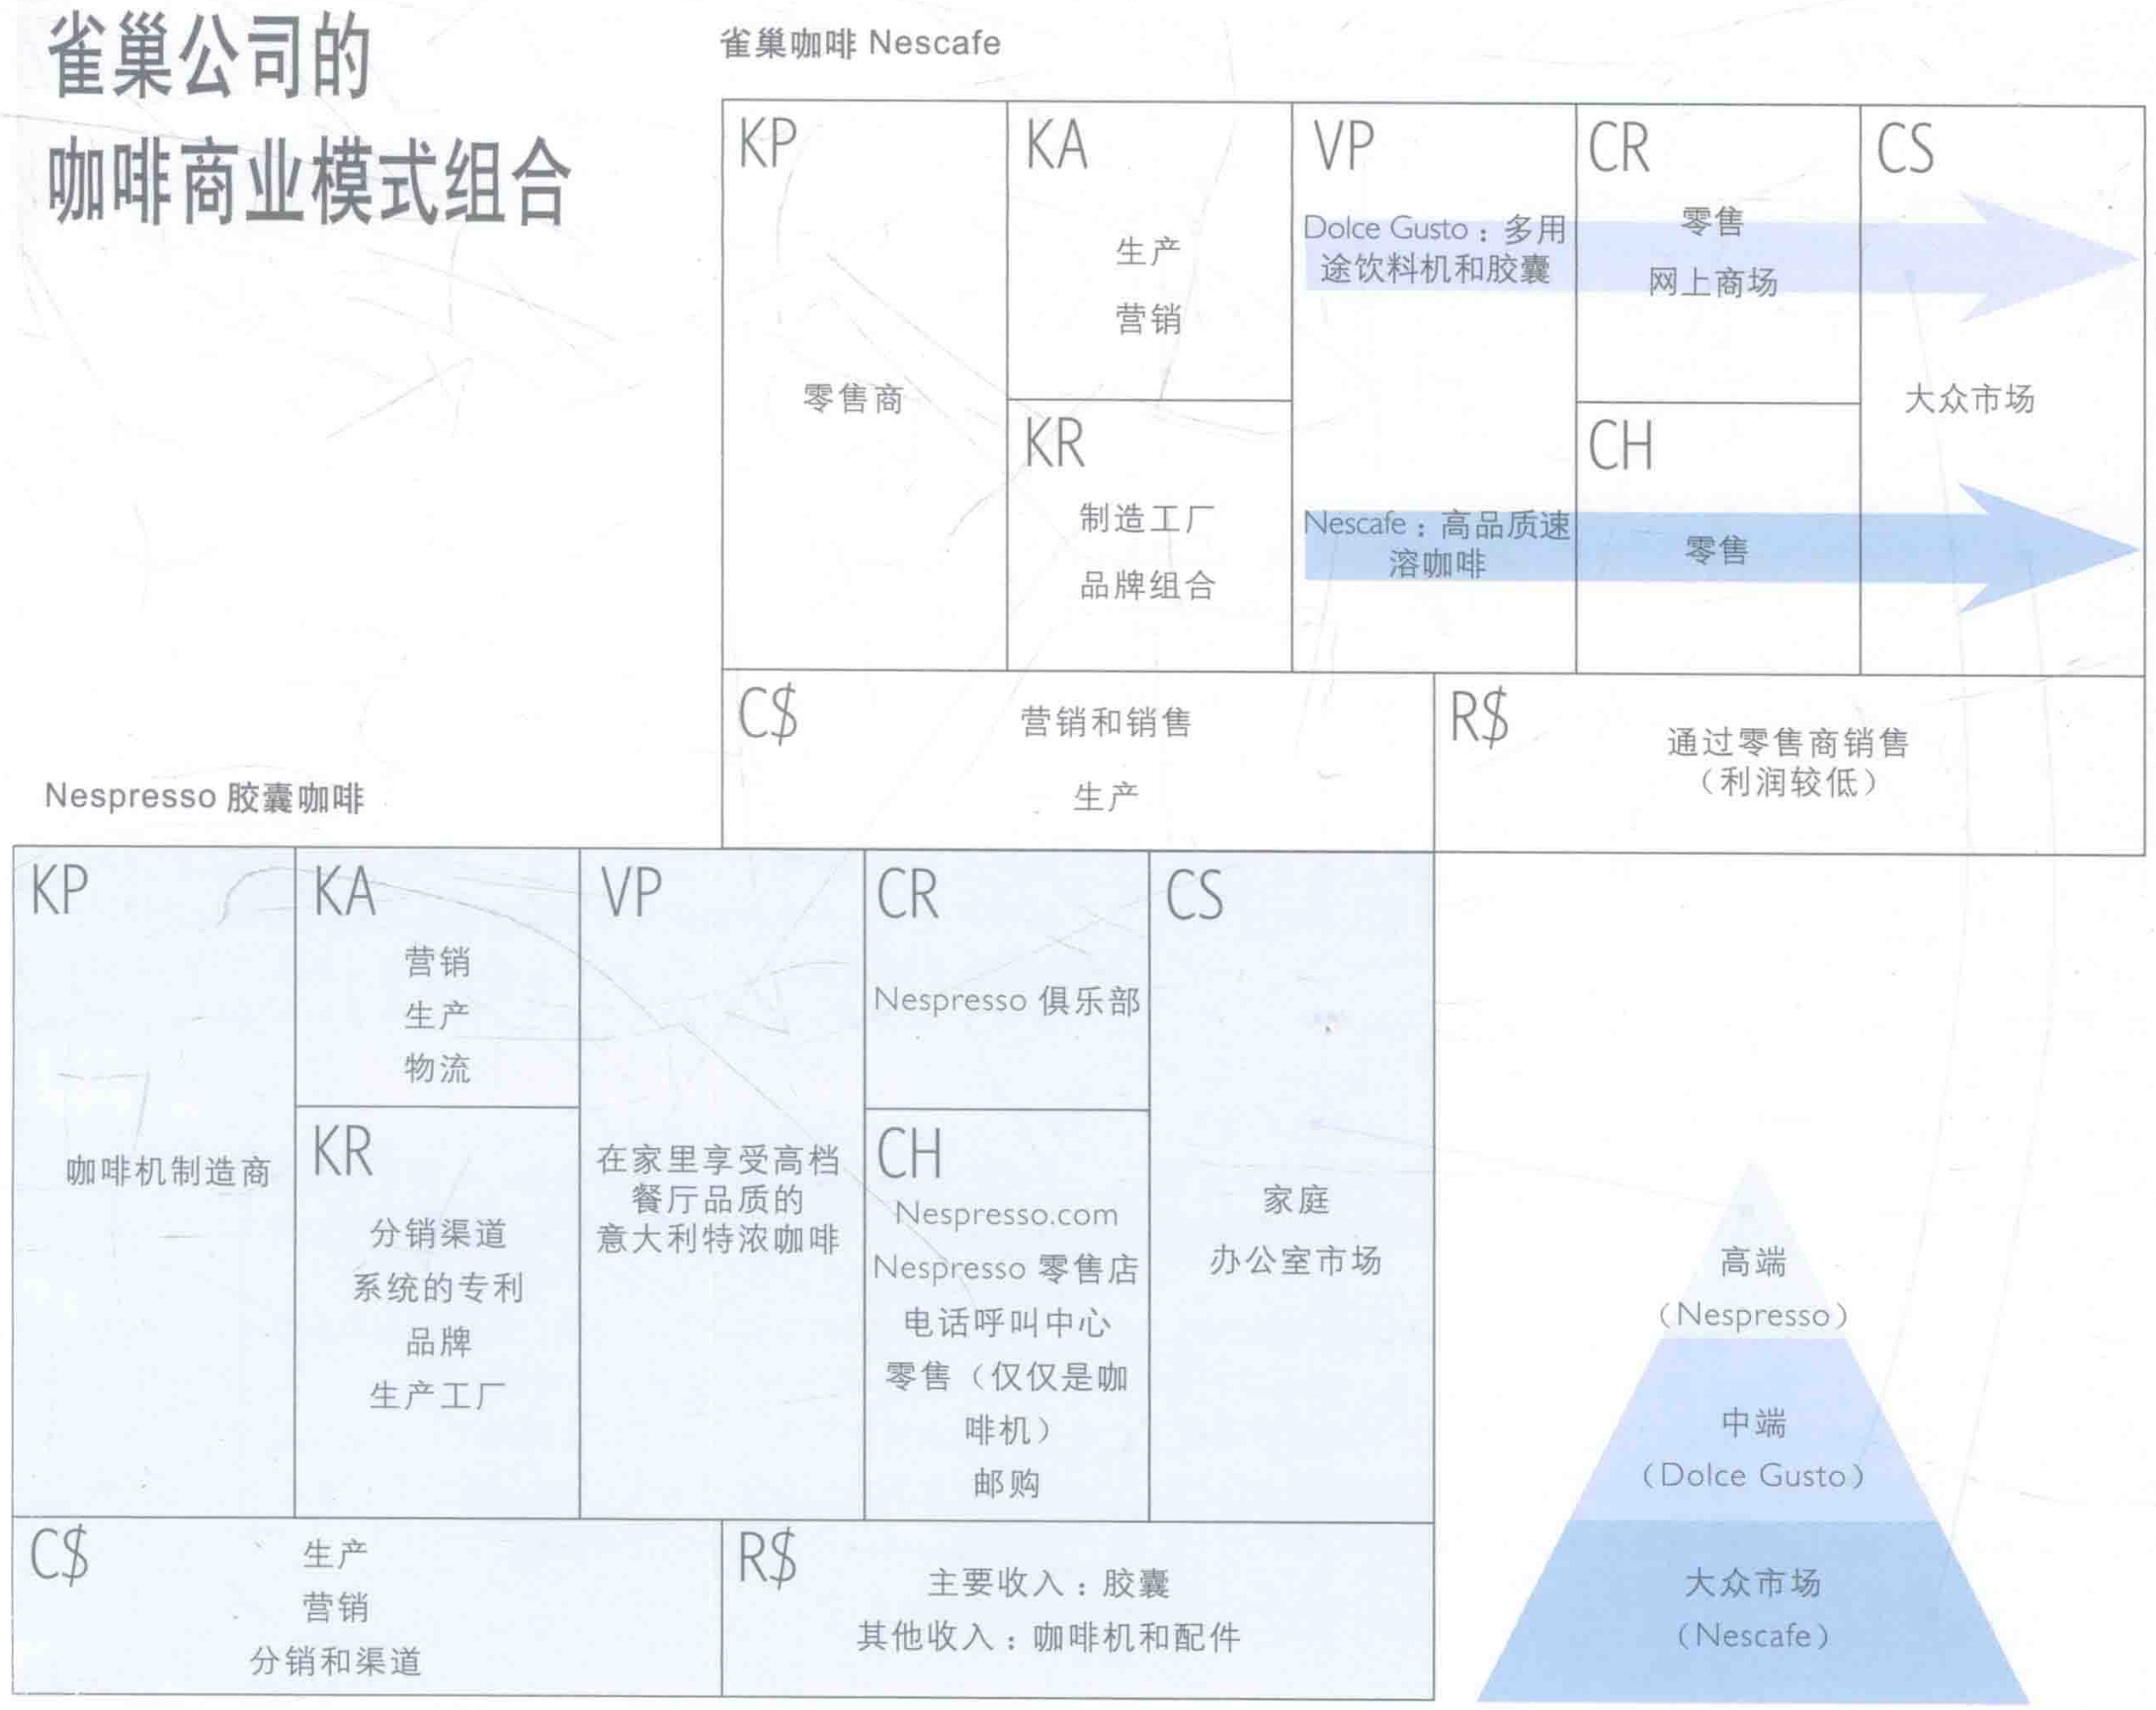 雀巢公司的
咖啡商业模式组合
雀巢咖啡 Nescafe
KP
零售商
KA
生产
营销
KR
制造工厂
品牌组合
VP
Dolce Gusto：多用
途饮料机和胶囊
Nescafe：高品质速
溶咖啡
CR
零售
网上商场
CH
零售
CS
大众市场
C$
营销和销售
生产
R$
通过零售商销售
（利润较低）
Nespresso 胶囊咖啡
KP
咖啡机制造商
KA
营销
生产
物流
KR
分销渠道
系统的专利
品牌
生产工厂
VP
在家里享受高档
餐厅品质的
意大利特浓咖啡
CR
Nespresso 俱乐部
CH
Nespresso.com
Nespresso 零售店
电话呼叫中心
零售（仅仅是咖
啡机）
邮购
CS
家庭
办公室市场
C$
生产
营销
分销和渠道
R$
主要收入：胶囊
其他收入：咖啡机和配件
高端
（Nespresso）
中端
（Dolce Gusto）
大众市场
（Nescafe）